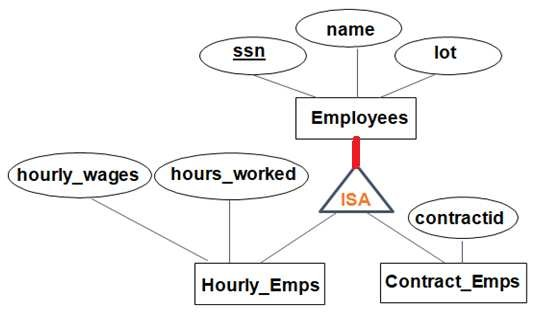 name
ssn
lot
Employees
hourly_wages
hours_worked
ISA
contractid
Hourly_Emps
Contract_Emps